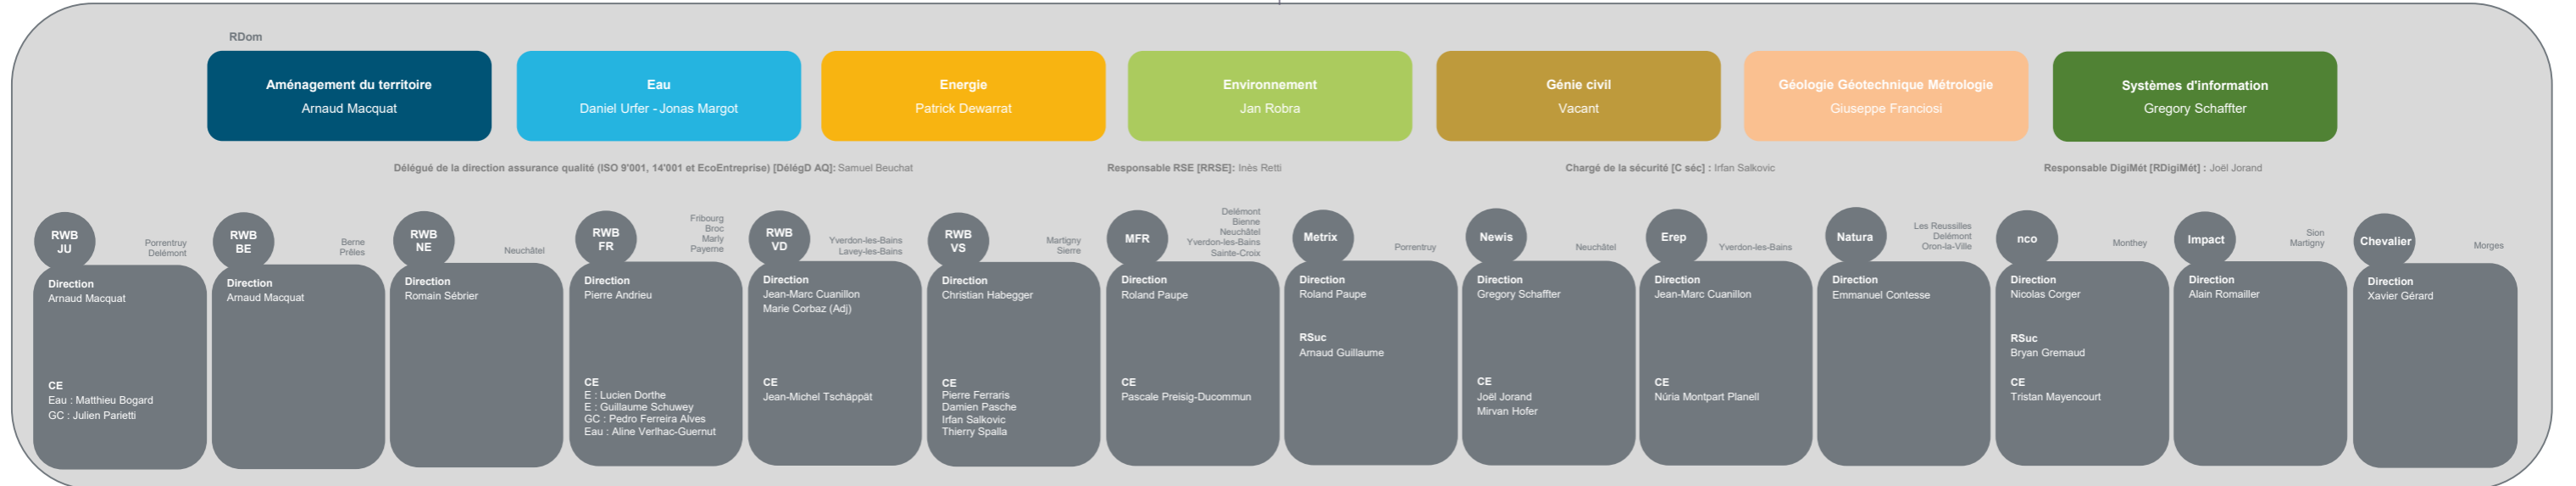 RDom
Aménagement du territoire
Arnaud Macquat
Eau
Daniel Urfer - Jonas Margot
Energie
Patrick Dewarrat
Environnement
Jan Robra
Génie civil
Vacant
Géologie Géotechnique Métrologie
Giuseppe Franciosi
Systèmes d'information
Gregory Schaffter
Délégué de la direction assurance qualité (ISO 9'001, 14'001 et EcoEntreprise) [DélégD AQ]: Samuel Beuchat
Responsable RSE [RRSE]: Inès Retti
Chargé de la sécurité [C séc] : Irfan Salkovic
Responsable DigiMét [RDigiMét] : Joël Jorand
RWB
JU
Porrentruy
Delémont
Direction
Arnaud Macquat
CE
Eau : Matthieu Bogard
GC : Julien Parietti
RWB
BE
Berne
Prêles
Direction
Arnaud Macquat
RWB
NE
Neuchâtel
Direction
Romain Sébrier
RWB
FR
Fribourg
Broc
Marly
Payerne
Direction
Pierre Andrieu
CE
E : Lucien Dorthe
E : Guillaume Schuwey
GC : Pedro Ferreira Alves
Eau : Aline Verlhac-Guernut
RWB
VD
Yverdon-les-Bains
Lavey-les-Bains
Direction
Jean-Marc Cuanillon
Marie Corbaz (Adj)
CE
Jean-Michel Tschäppät
RWB
VS
Martigny
Sierre
Direction
Christian Habegger
CE
Pierre Ferraris
Damien Pasche
Irfan Salkovic
Thierry Spalla
MFR
Delémont
Bienne
Neuchâtel
Yverdon-les-Bains
Sainte-Croix
Direction
Roland Paupe
CE
Pascale Preisig-Ducommun
Metrix
Porrentruy
Direction
Roland Paupe
RSuc
Arnaud Guillaume
Newis
Neuchâtel
Direction
Gregory Schaffter
CE
Joël Jorand
Mirvan Hofer
Erep
Yverdon-les-Bains
Direction
Jean-Marc Cuanillon
CE
Núria Montpart Planell
Natura
Les Reussilles
Delémont
Oron-la-Ville
Direction
Emmanuel Contesse
nco
Monthey
Direction
Nicolas Corger
RSuc
Bryan Gremaud
CE
Tristan Mayencourt
Impact
Sion
Martigny
Direction
Alain Romailler
Chevalier
Morges
Direction
Xavier Gérard